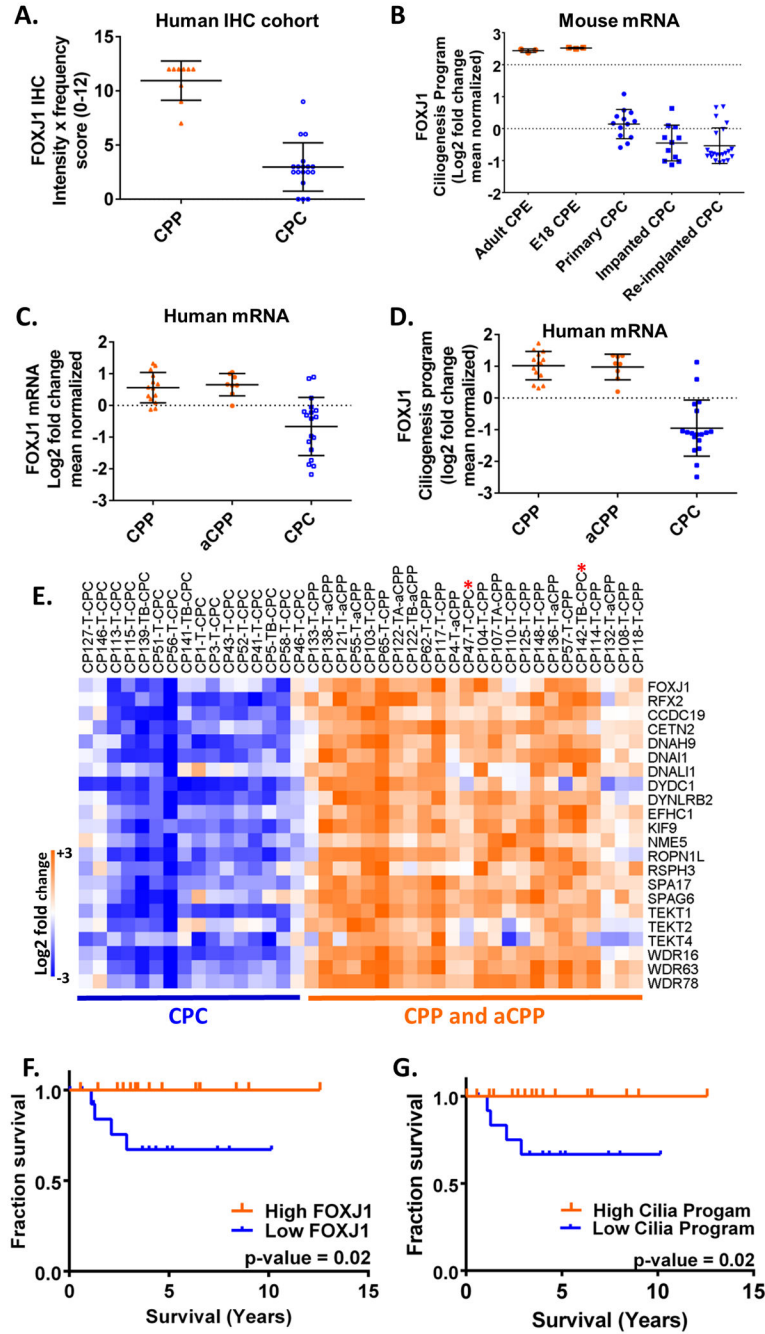 A.
Human IHC cohort
FOXJ1 IHC
Intensity x frequency
score (0-12)
15
10
5
0
CPP
CPC
B.
Mouse mRNA
FOXJ1
Ciliogenesis Program
(Log2 fold change
mean normalized)
3
2
1
0
-1
-2
Adult CPE
E18 CPE
Primary CPC
Impanted CPC
Re-implanted CPC
C.
Human mRNA
FOXJ1 mRNA
Log2 fold change
mean normalized)
2
1
0
-1
-2
-3
CPP
aCPP
CPC
D.
Human mRNA
FOXJ1
Ciliogenesis program
(log2 fold change
mean normalized)
2
1
0
-1
-2
-3
CPP
aCPP
CPC
E.
CP127-T-CPC
CP146-T-CPC
CP113-T-CPC
CP115-T-CPC
CP139-TB-CPC
CP51-T-CPC
CP56-T-CPC
CP141-TB-CPC
CP1-T-CPC
CP3-T-CPC
CP43-T-CPC
CP52-T-CPC
CP41-T-CPC
CP5-TB-CPC
CP58-T-CPC
CP46-T-CPC
CP133-T-CPP
CP138-T-aCPP
CP121-T-aCPP
CP55-T-aCPP
CP103-T-CPP
CP65-T-CPP
CP122-TA-aCPP
CP122-TB-aCPP
CP62-T-CPP
CP117-T-CPP
CP4-T-aCPP
CP47-T-CPC*
CP104-T-CPP
CP107-TA-CPP
CP110-T-CPP
CP125-T-CPP
CP148-T-CPP
CP136-T-aCPP
CP57-T-CPP
CP142-TB-CPC*
CP114-T-CPP
CP132-T-aCPP
CP108-T-CPP
CP118-T-CPP
FOXJ1
RFX2
CCDC19
CETN2
DNAH9
DNAI1
DNALI1
DYDC1
DYNLRB2
EFHC1
KIF9
NME5
ROPN1L
RSPH3
SPA17
SPAG6
TEKT1
TEKT2
TEKT4
WDR16
WDR63
WDR78
Log2 fold change
+3
-3
CPC
CPP and aCPP
F.
Fraction survival
1.0
0.5
0.0
0
5
10
15
High FOXJ1
Low FOXJ1
p-value = 0.02
Survival (Years)
G.
Fraction survival
1.0
0.5
0.0
0
5
10
15
High Cilia Progam
Low Cilia Program
p-value = 0.02
Survival (Years)